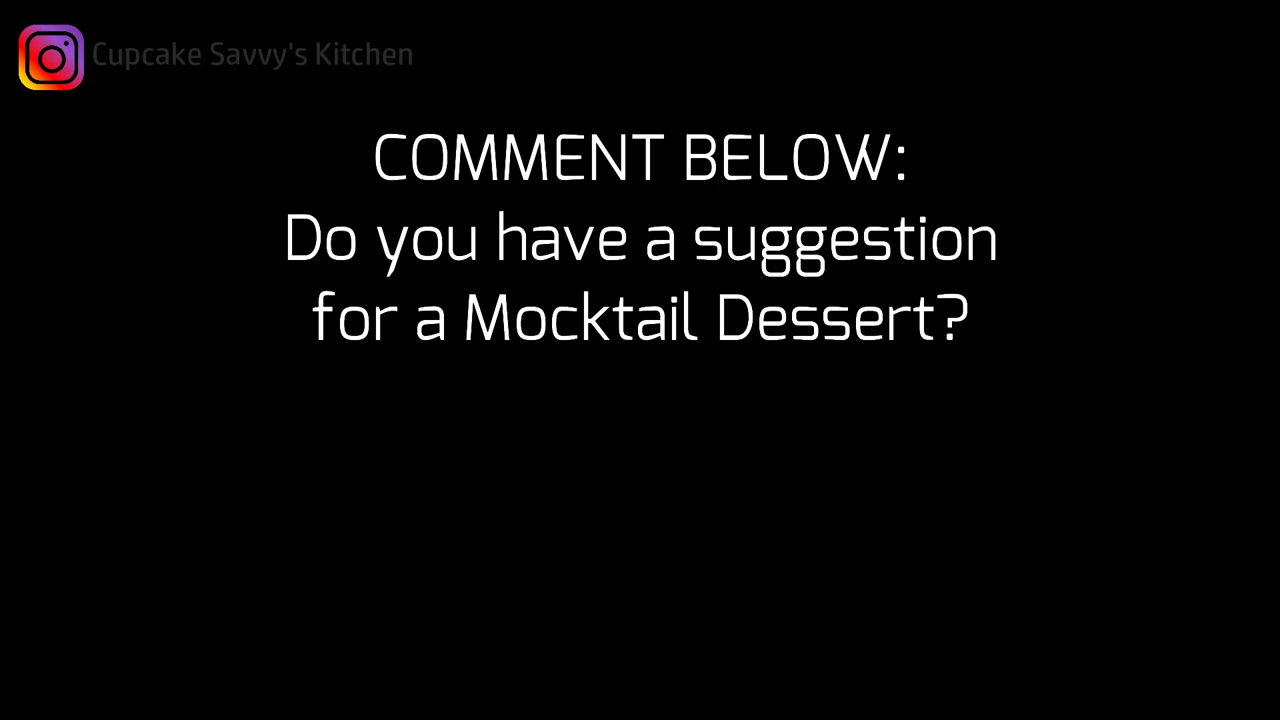 Cupcake Savvy's Kitchen
COMMENT BELOW:
Do you have a suggestion
for a Mocktail Dessert?